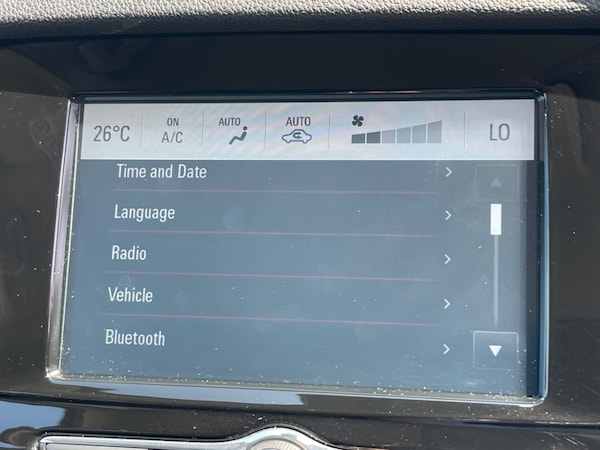 26°C ON A/C AUTO AUTO LO
Time and Date
Language
Radio
Vehicle
Bluetooth